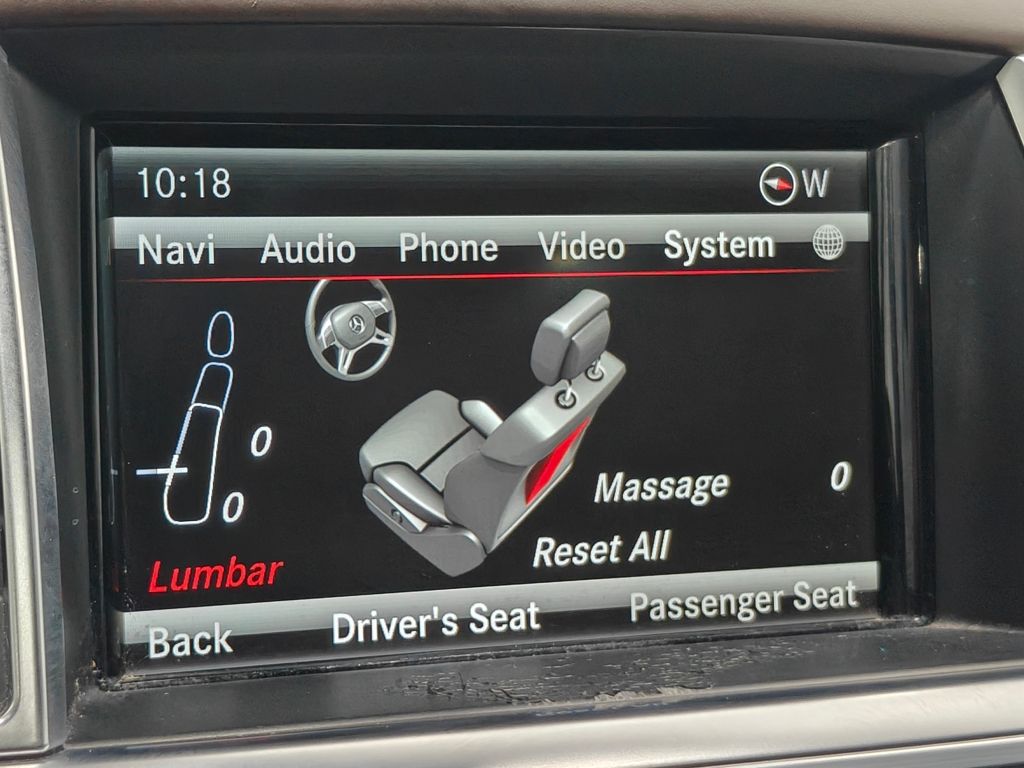 10:18 W
Navi Audio Phone Video System
0
Massage 0
0
Reset All
Lumbar
Back Driver's Seat Passenger Seat